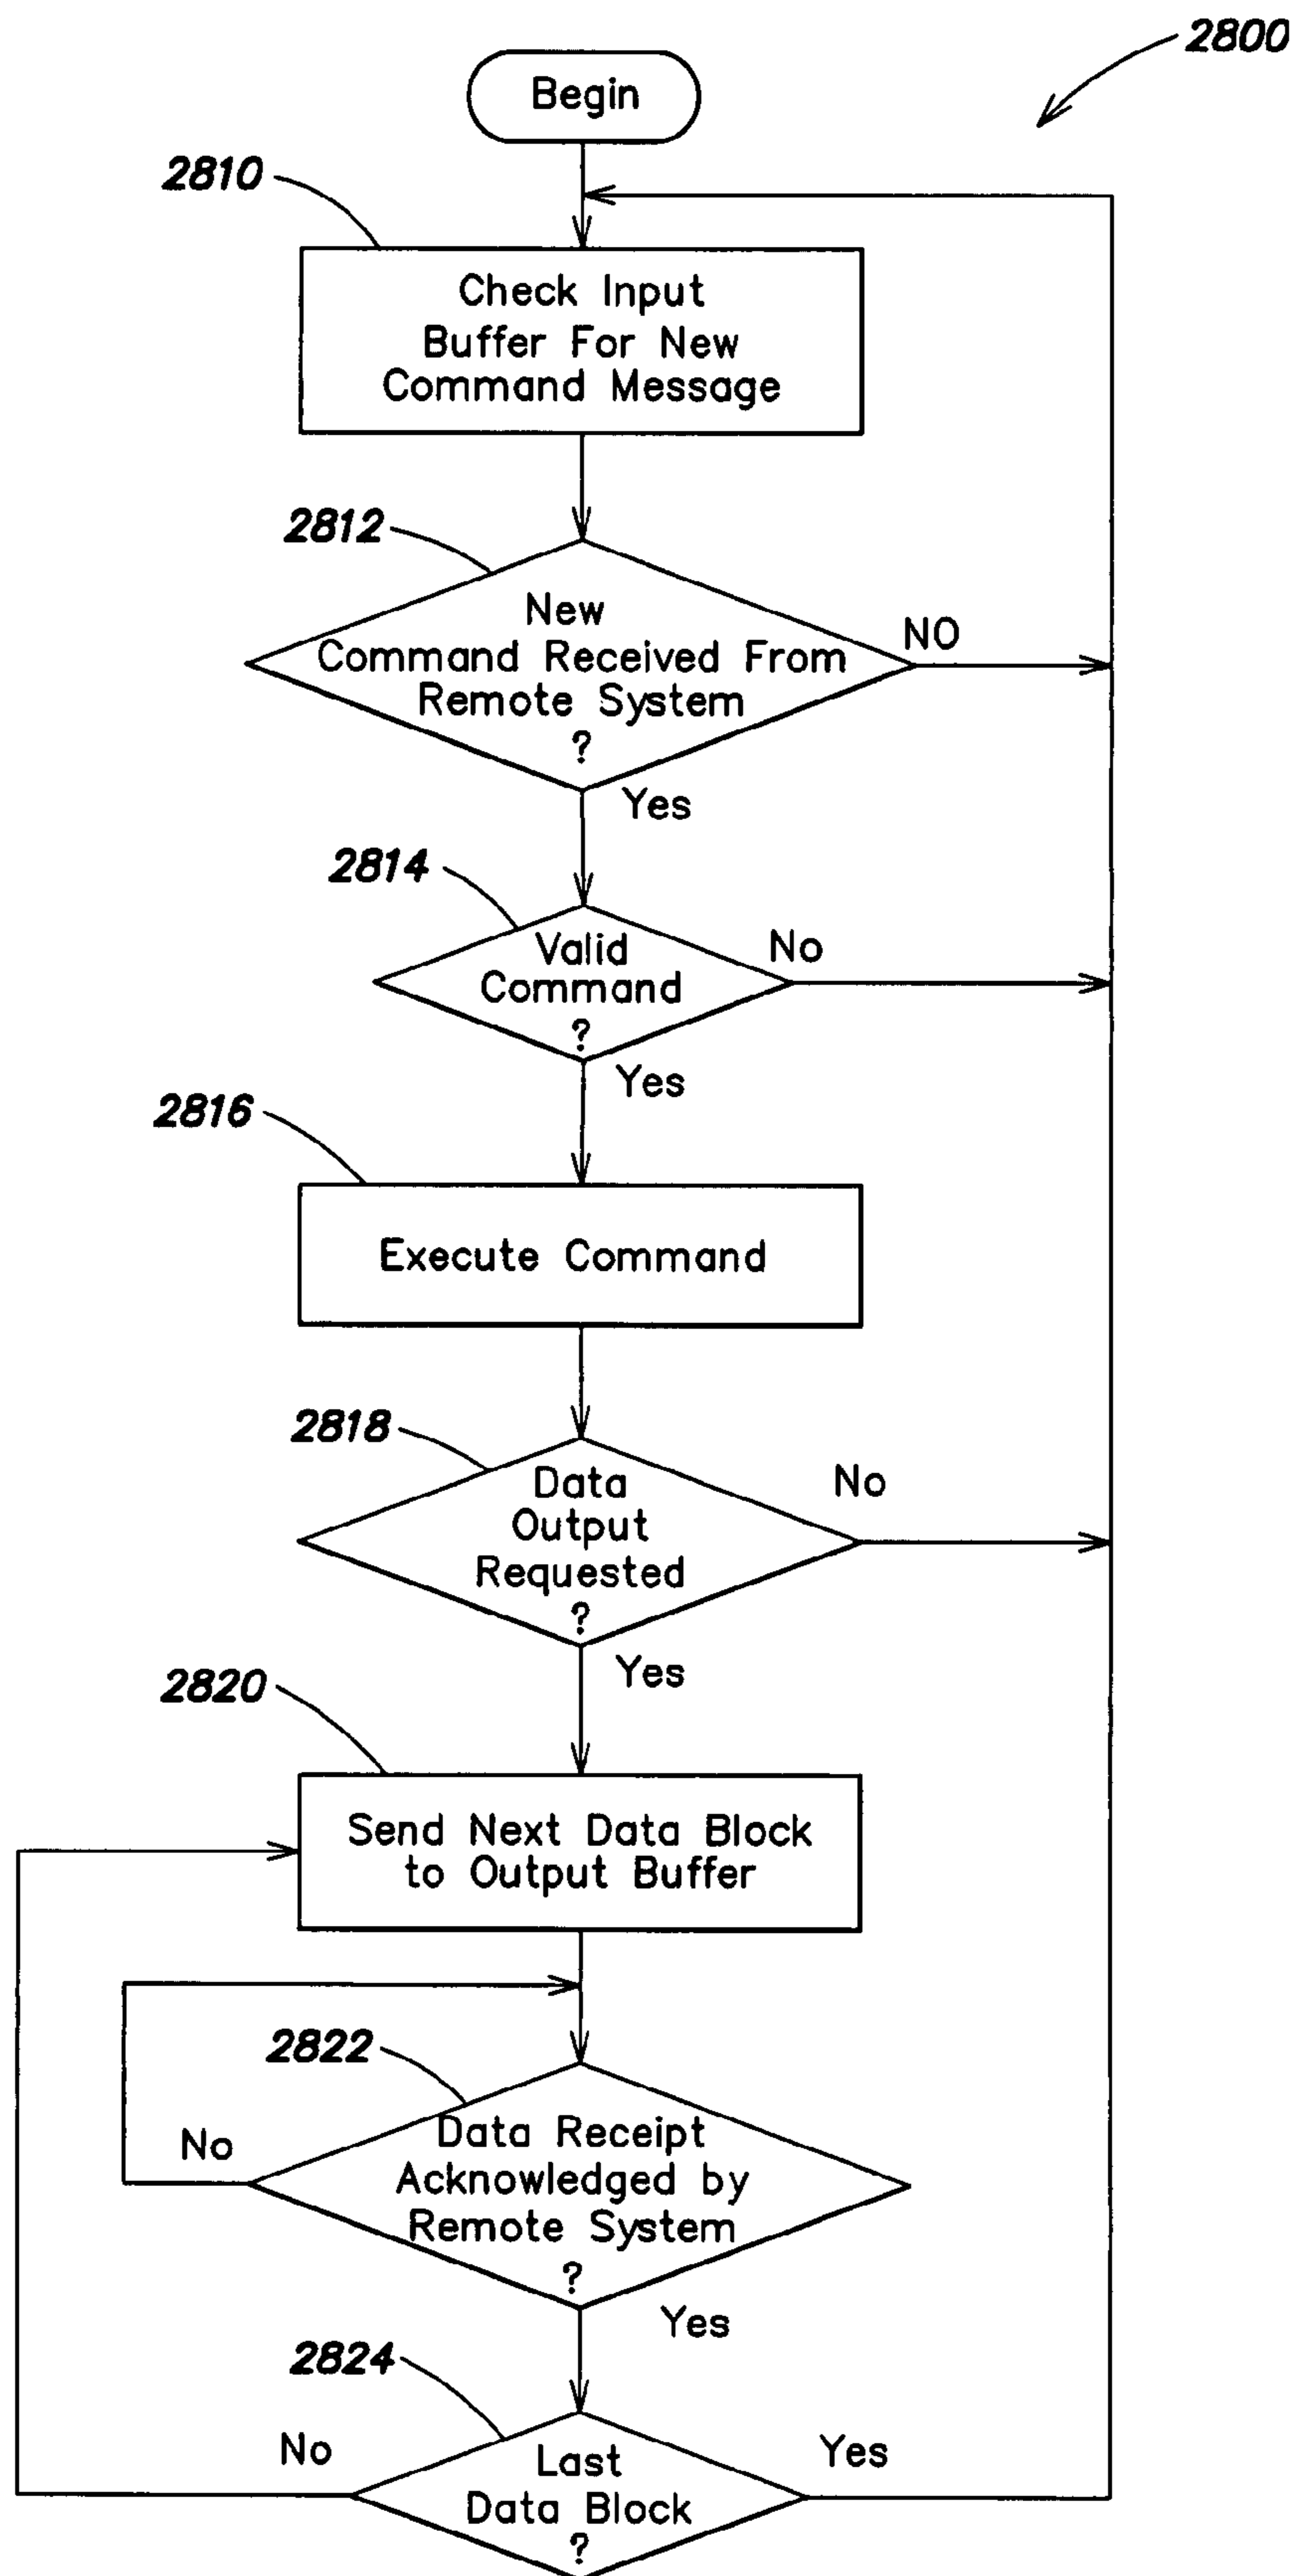 2800
Begin
2810
Check Input
Buffer For New
Command Message
2812
New
Command Received From
Remote System
?
NO
Yes
2814
Valid
Command
?
No
Yes
2816
Execute Command
2818
Data
Output
Requested
?
No
Yes
2820
Send Next Data Block
to Output Buffer
2822
Data Receipt
Acknowledged by
Remote System
?
No
Yes
2824
Last
Data Block
?
No
Yes